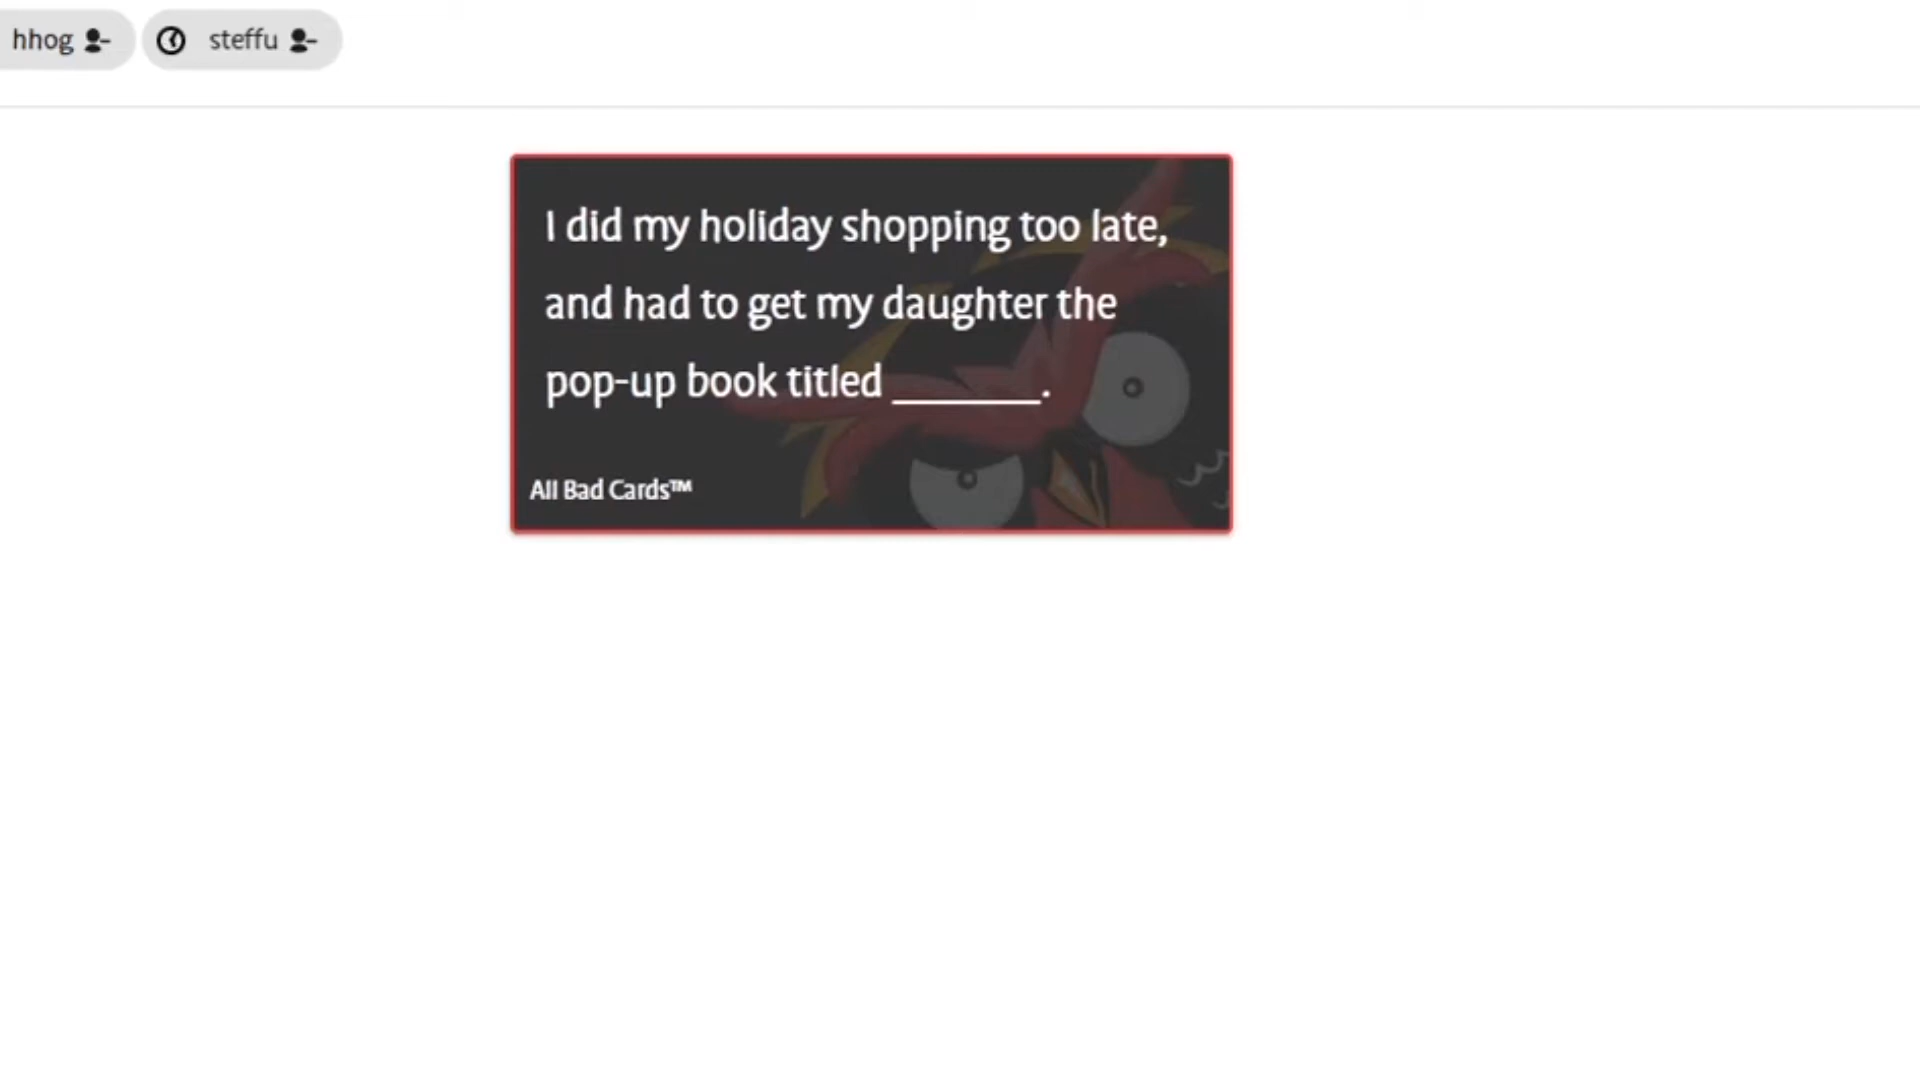 hhog steffu
I did my holiday shopping too late,
and had to get my daughter the
pop-up book titled ______.
All Bad Cards™